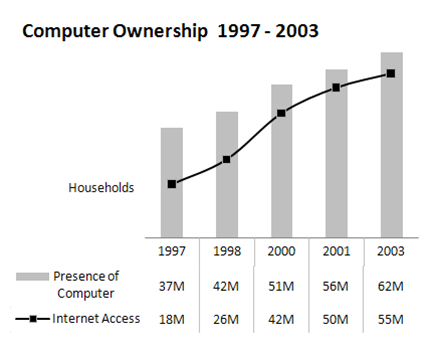 Computer Ownership 1997 - 2003
Households
1997 1998 2000 2001 2003
Presence of
Computer 37M 42M 51M 56M 62M
Internet Access 18M 26M 42M 50M 55M